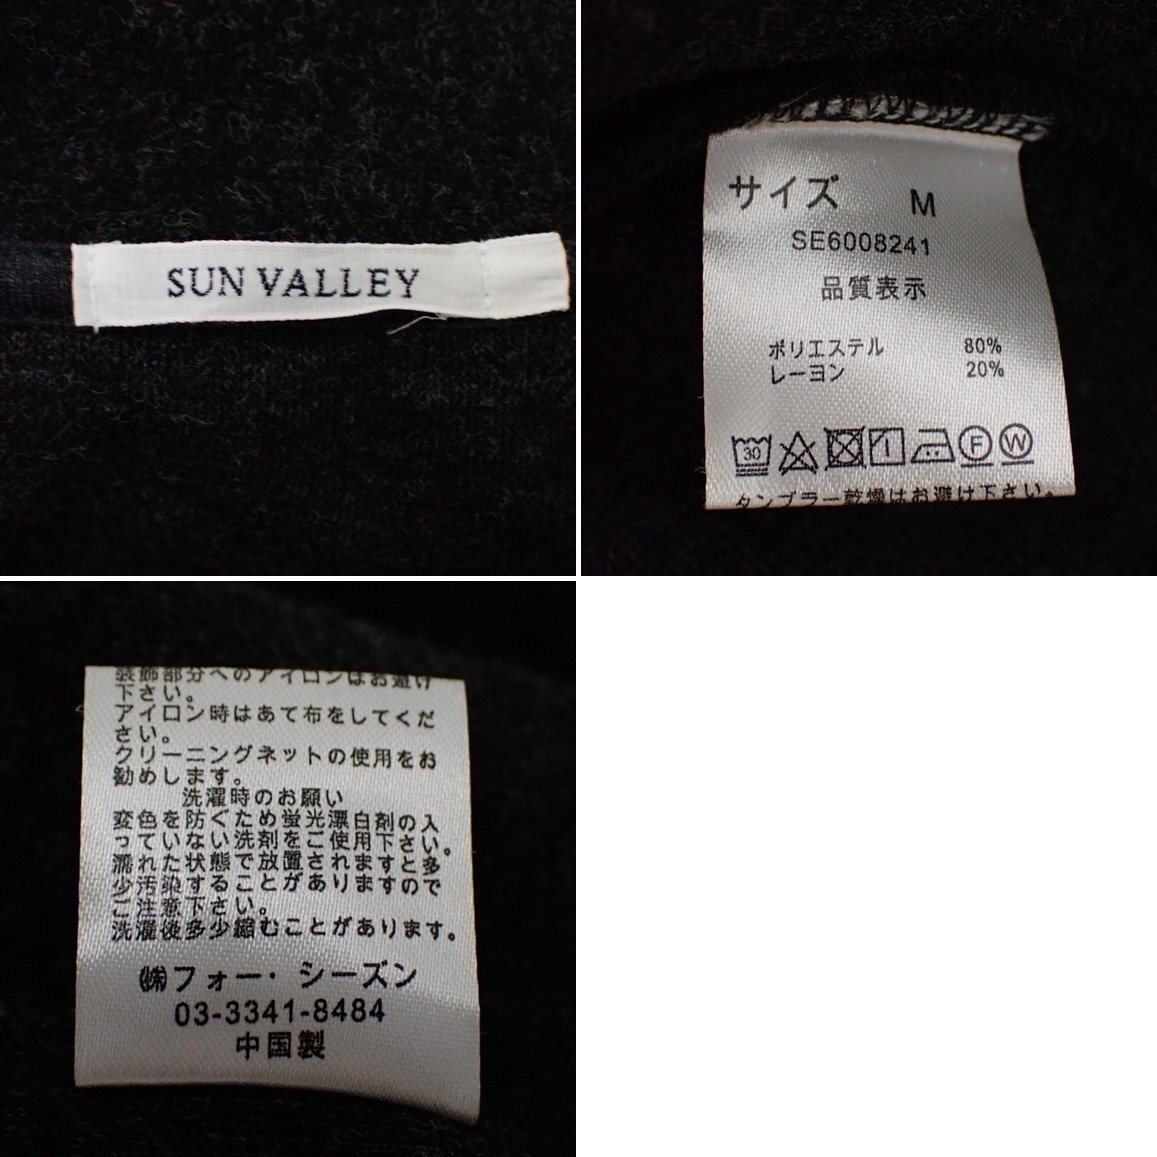 SUN VALLEY
サイズ M
SE6008241
品質表示
ポリエステル 80%
レーヨン 20%
30 F W
タンブラー乾燥はお避け下さい。
装飾部分へのアイロンはお避け
下さい。
アイロン時はあて布をしてくだ
さい。
クリーニングネットの使用をお
勧めします。
洗濯時のお願い
変色を防ぐため蛍光漂白剤の入
っていない洗剤をご使用下さい。
濡れた状態で放置されますと多
少汚染することがありますので
ご注意下さい。
洗濯後多少縮むことがあります。
㈱フォー・シーズン
03-3341-8484
中国製